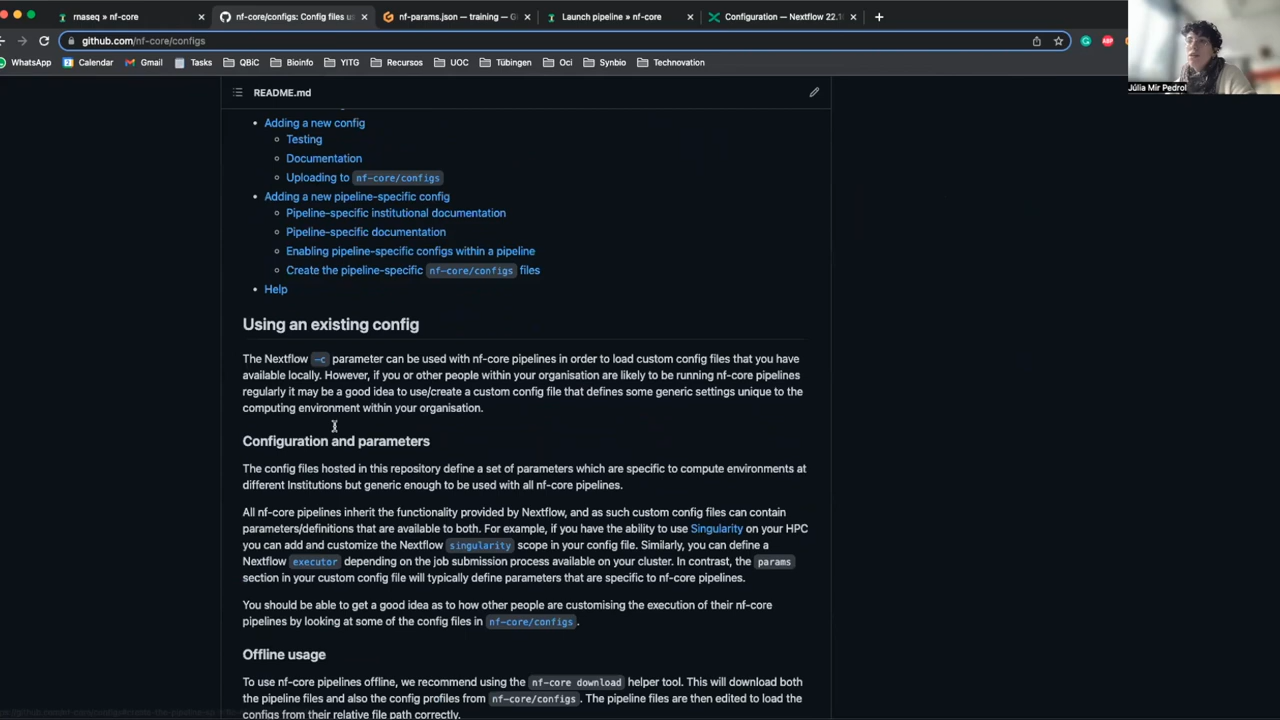 rnaseq » nf-core
nf-core/configs: Config files us
nf-params.json — training — G
Launch pipeline » nf-core
Configuration — Nextflow 22.1
github.com/nf-core/configs
WhatsApp
Calendar
Gmail
Tasks
QBiC
Bioinfo
YITG
Recursos
UOC
Tübingen
Oci
Synbio
Technovation
Júlia Mir Pedrol
README.md
Adding a new config
Testing
Documentation
Uploading to nf-core/configs
Adding a new pipeline-specific config
Pipeline-specific institutional documentation
Pipeline-specific documentation
Enabling pipeline-specific configs within a pipeline
Create the pipeline-specific nf-core/configs files
Help
Using an existing config
The Nextflow -c parameter can be used with nf-core pipelines in order to load custom config files that you have
available locally. However, if you or other people within your organisation are likely to be running nf-core pipelines
regularly it may be a good idea to use/create a custom config file that defines some generic settings unique to the
computing environment within your organisation.
Configuration and parameters
The config files hosted in this repository define a set of parameters which are specific to compute environments at
different Institutions but generic enough to be used with all nf-core pipelines.
All nf-core pipelines inherit the functionality provided by Nextflow, and as such custom config files can contain
parameters/definitions that are available to both. For example, if you have the ability to use Singularity on your HPC
you can add and customize the Nextflow singularity scope in your config file. Similarly, you can define a
Nextflow executor depending on the job submission process available on your cluster. In contrast, the params
section in your custom config file will typically define parameters that are specific to nf-core pipelines.
You should be able to get a good idea as to how other people are customising the execution of their nf-core
pipelines by looking at some of the config files in nf-core/configs.
Offline usage
To use nf-core pipelines offline, we recommend using the nf-core download helper tool. This will download both
the pipeline files and also the config profiles from nf-core/configs. The pipeline files are then edited to load the
configs from their relative file path correctly.